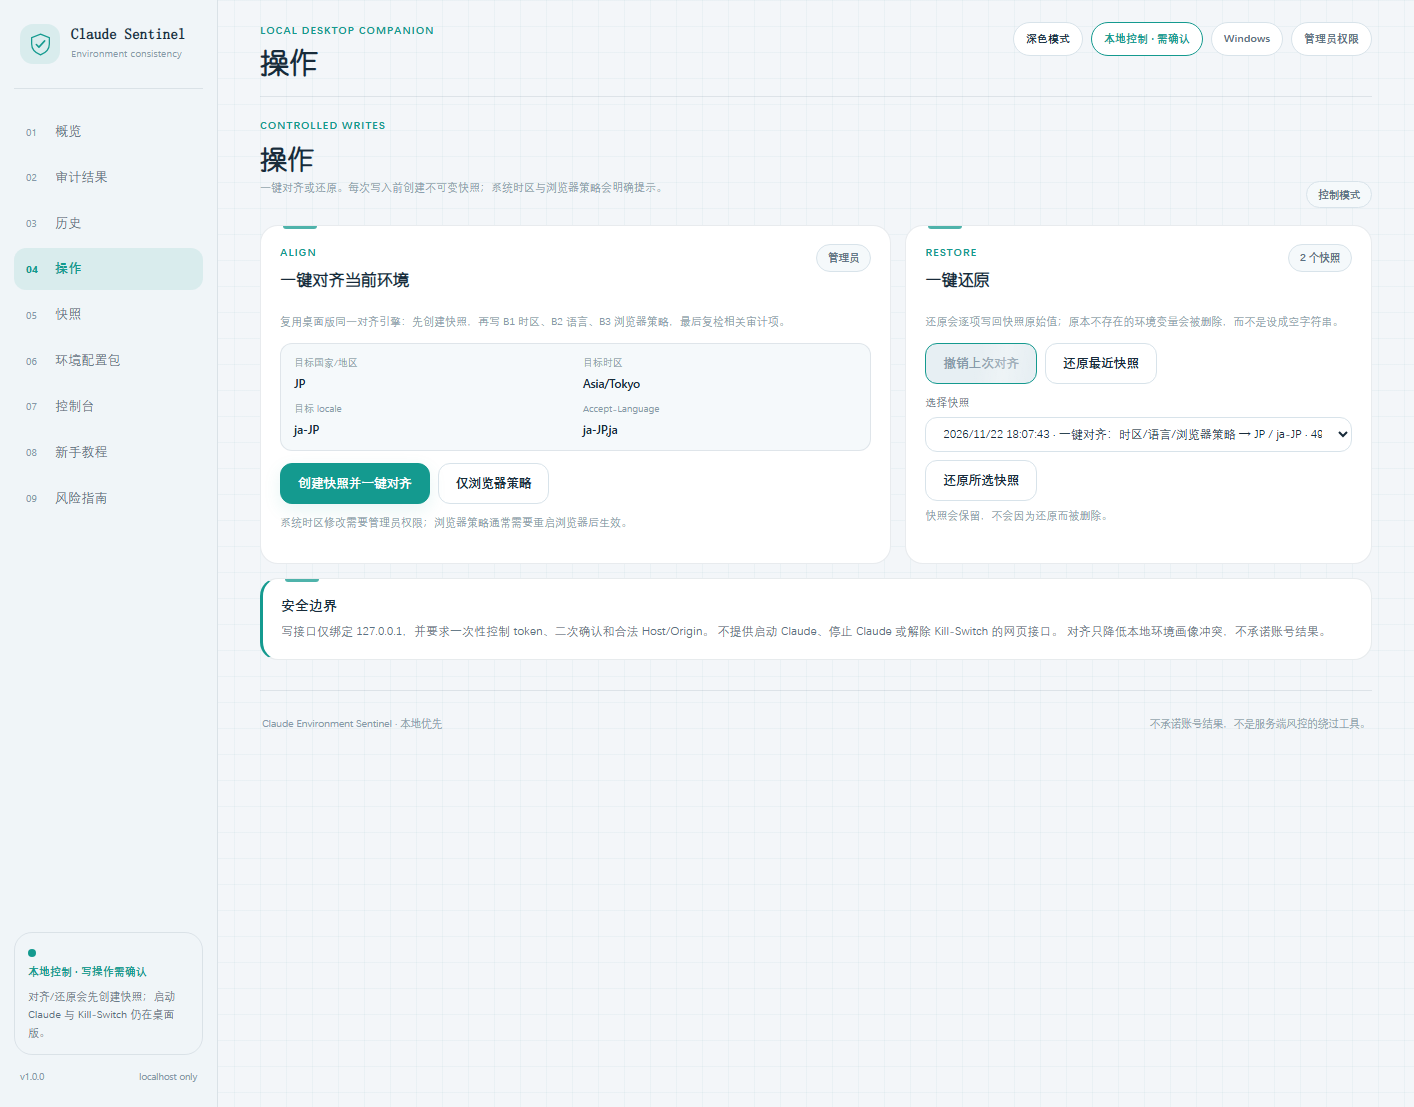 Claude Sentinel
Environment consistency
01 概览
02 审计结果
03 历史
04 操作
05 快照
06 环境配置包
07 控制台
08 新手教程
09 风险指南
本地控制 · 写操作需确认
对齐/还原会先创建快照；启动
Claude 与 Kill-Switch 仍在桌面
版。
v1.0.0
localhost only
LOCAL DESKTOP COMPANION
操作
深色模式
本地控制 · 需确认
Windows
管理员权限
CONTROLLED WRITES
操作
一键对齐或还原。每次写入前创建不可变快照；系统时区与浏览器策略会明确提示。
控制模式
ALIGN
管理员
一键对齐当前环境
复用桌面版同一对齐引擎：先创建快照，再写 B1 时区、B2 语言、B3 浏览器策略，最后复检相关审计项。
目标国家/地区
JP
目标时区
Asia/Tokyo
目标 locale
ja-JP
Accept-Language
ja-JP,ja
创建快照并一键对齐
仅浏览器策略
系统时区修改需要管理员权限；浏览器策略通常需要重启浏览器后生效。
RESTORE
2 个快照
一键还原
还原会逐项写回快照原始值；原本不存在的环境变量会被删除，而不是设成空字符串。
撤销上次对齐
还原最近快照
选择快照
2026/11/22 18:07:43 · 一键对齐：时区/语言/浏览器策略 → JP / ja-JP · 49
还原所选快照
快照会保留，不会因为还原而被删除。
安全边界
写接口仅绑定 127.0.0.1，并要求一次性控制 token、二次确认和合法 Host/Origin。 不提供启动 Claude、停止 Claude 或解除 Kill-Switch 的网页接口。 对齐只降低本地环境画像冲突，不承诺账号结果。
Claude Environment Sentinel · 本地优先
不承诺账号结果，不是服务端风控的绕过工具。